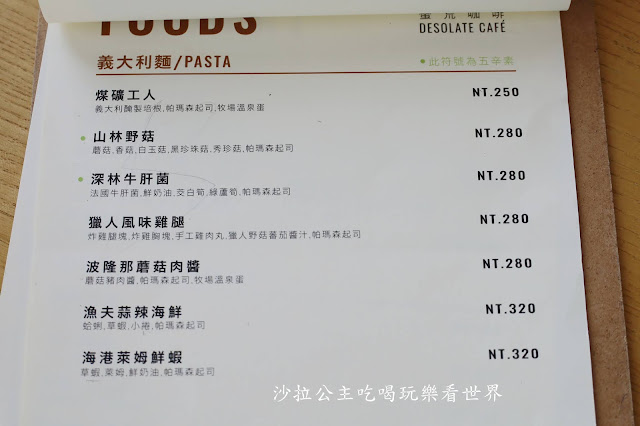 FOODS
蠻荒咖啡
DESOLATE CAFÉ
義大利麵/PASTA
•此符號為五辛素
煤礦工人 NT.250
義大利醃製培根,帕瑪森起司,牧場溫泉蛋
•山林野菇 NT.280
蘑菇,香菇,白玉菇,黑珍珠菇,秀珍菇,帕瑪森起司
•深林牛肝菌 NT.280
法國牛肝菌,鮮奶油,茭白筍,綠蘆筍,帕瑪森起司
獵人風味雞腿 NT.280
炸雞腿塊,炸雞胸塊,手工雞肉丸,獵人野菇蕃茄醬汁,帕瑪森起司
波隆那蘑菇肉醬 NT.280
蘑菇豬肉醬,帕瑪森起司,牧場溫泉蛋
漁夫蒜辣海鮮 NT.320
蛤蜊,草蝦,小捲,帕瑪森起司
海港萊姆鮮蝦 NT.320
草蝦,萊姆,鮮奶油,帕瑪森起司
沙拉公主吃喝玩樂看世界